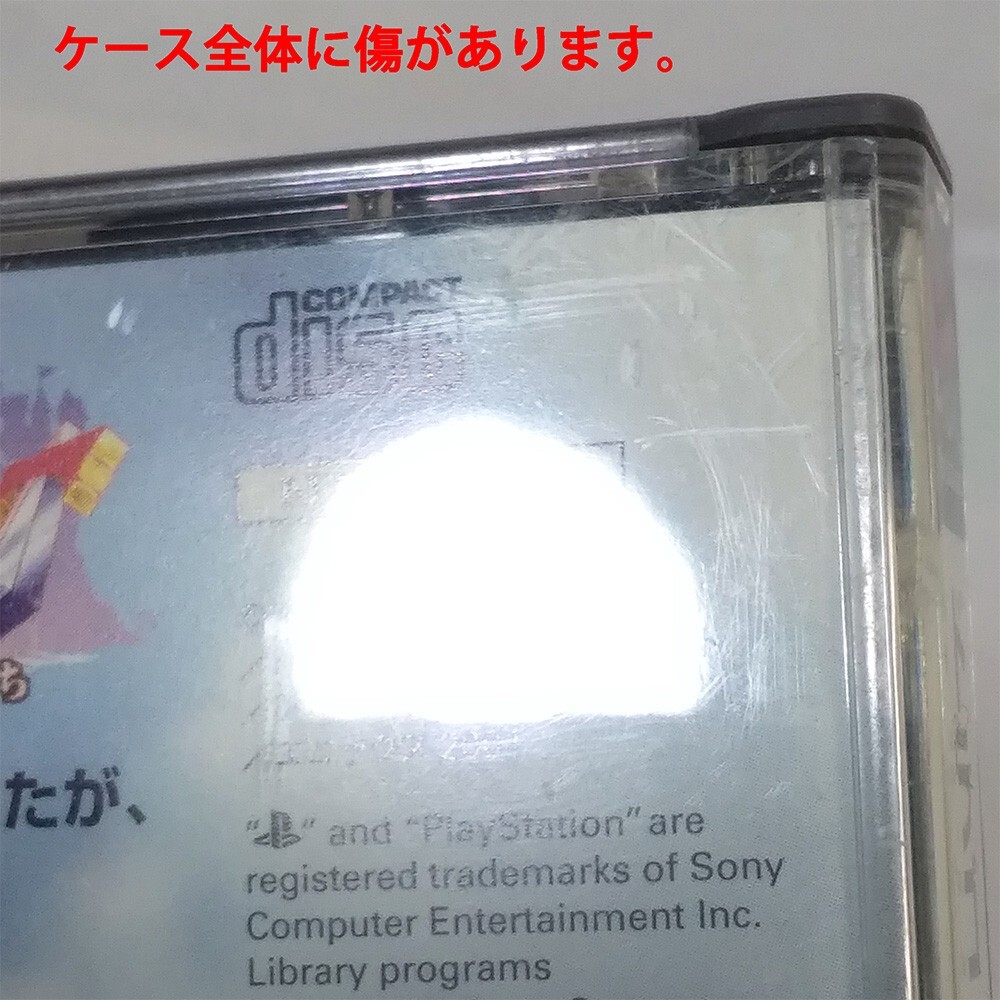 ケース全体に傷があります。
COMPACT
disc
ち
たが、
"PS" and "PlayStation" are
registered trademarks of Sony
Computer Entertainment Inc.
Library programs